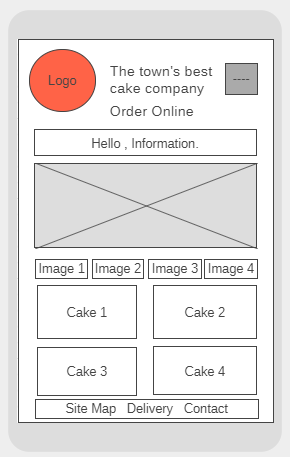 Logo
The town's best
cake company
----
Order Online
Hello , Information.
Image 1 Image 2 Image 3 Image 4
Cake 1 Cake 2
Cake 3 Cake 4
Site Map Delivery Contact